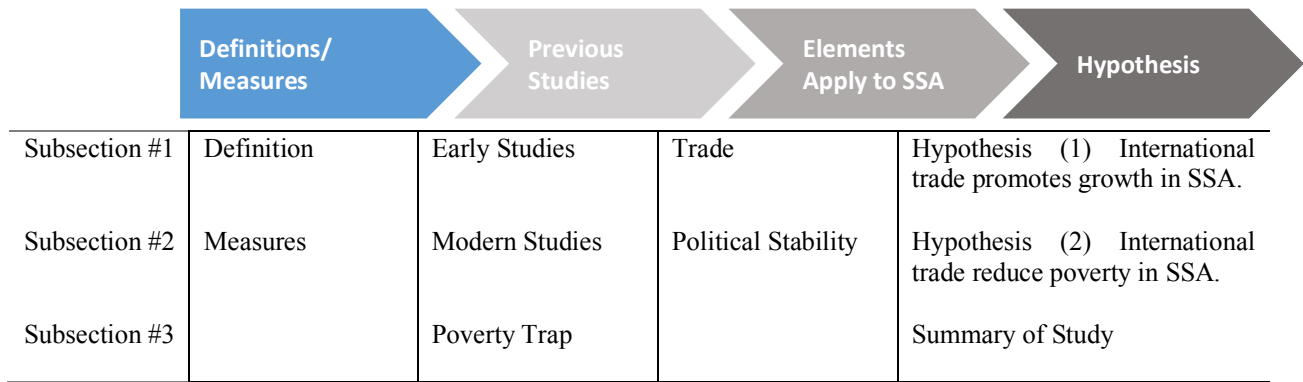 Definitions/
Measures
Previous
Studies
Elements
Apply to SSA
Hypothesis
Subsection #1
Definition
Early Studies
Trade
Hypothesis (1) International
trade promotes growth in SSA.
Subsection #2
Measures
Modern Studies
Political Stability
Hypothesis (2) International
trade reduce poverty in SSA.
Subsection #3
Poverty Trap
Summary of Study